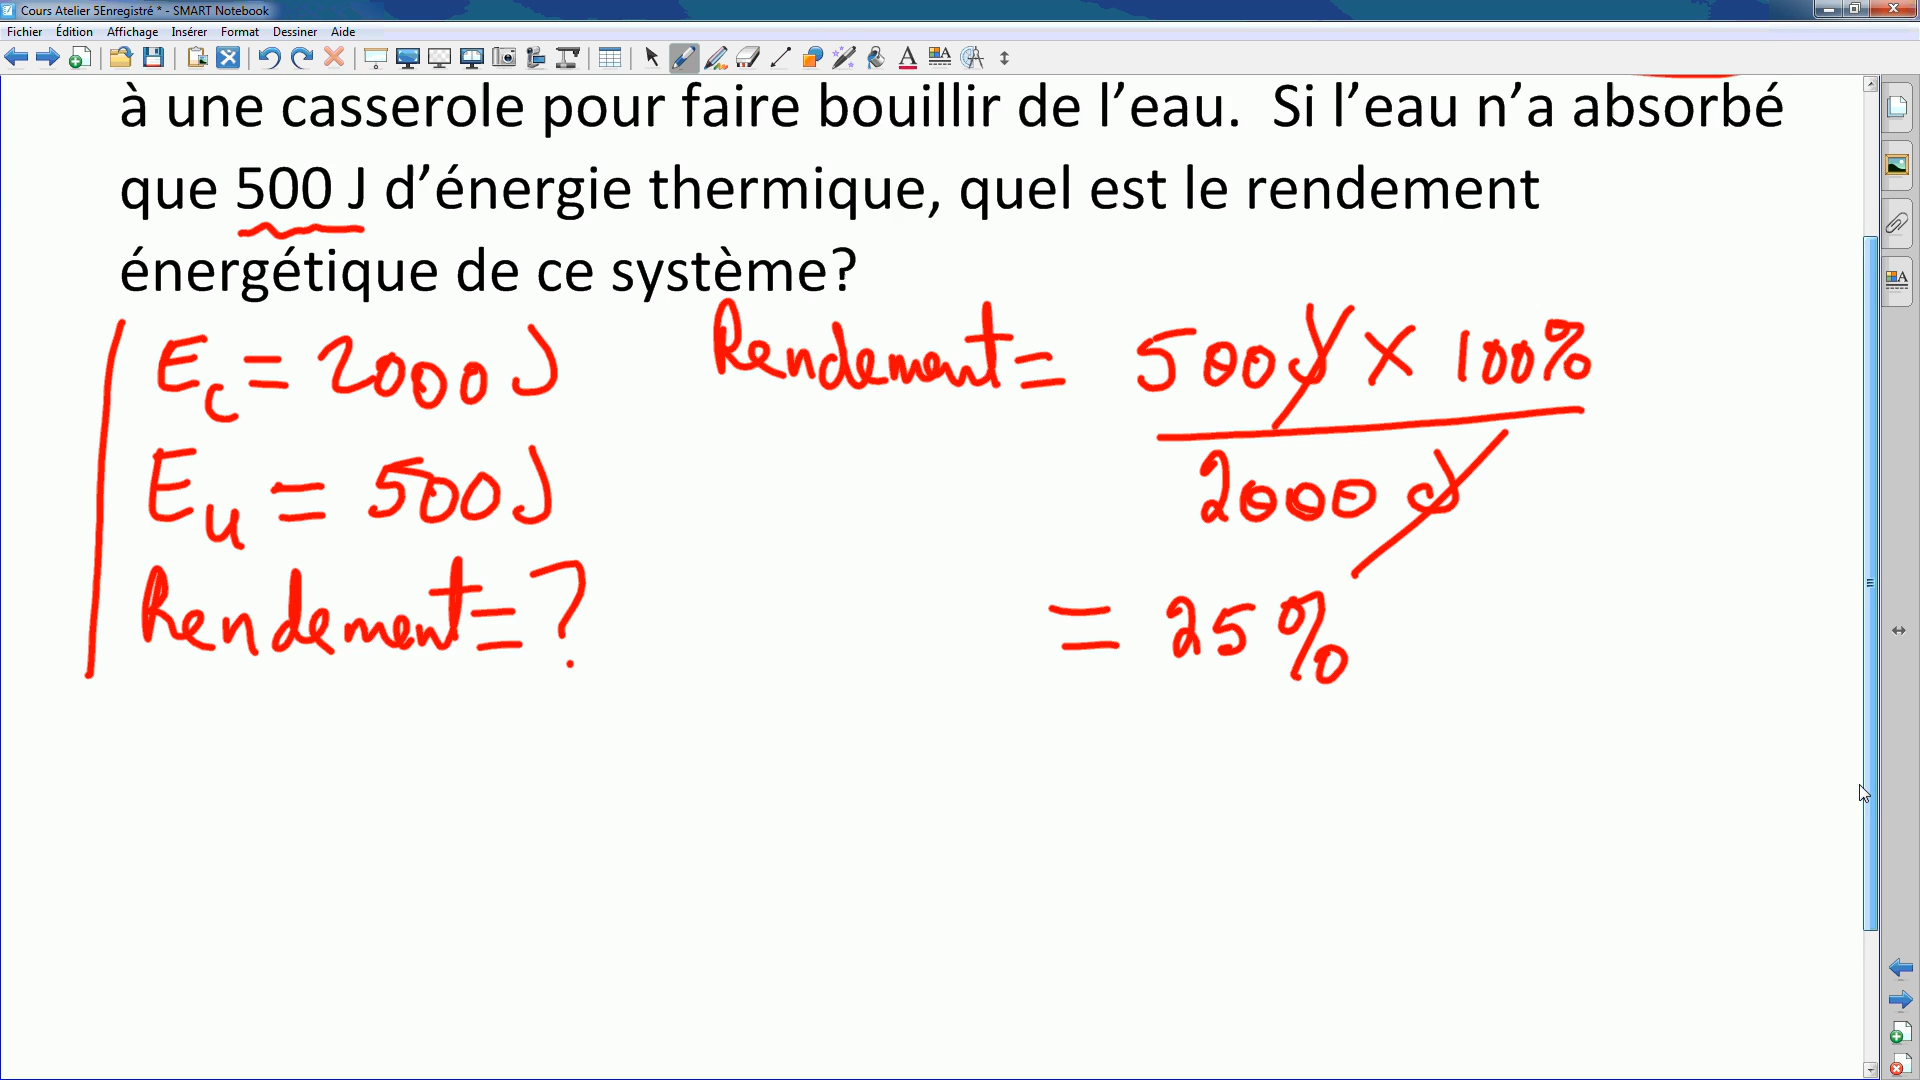 Cours Atelier 5Enregistré * - SMART Notebook
Fichier Édition Affichage Insérer Format Dessiner Aide
à une casserole pour faire bouillir de l’eau. Si l’eau n’a absorbé
que 500 J d’énergie thermique, quel est le rendement
énergétique de ce système?
Ec = 2000 J
Eu = 500 J
Rendement = ?
Rendement = 500 J × 100%
2000 J
= 25 %